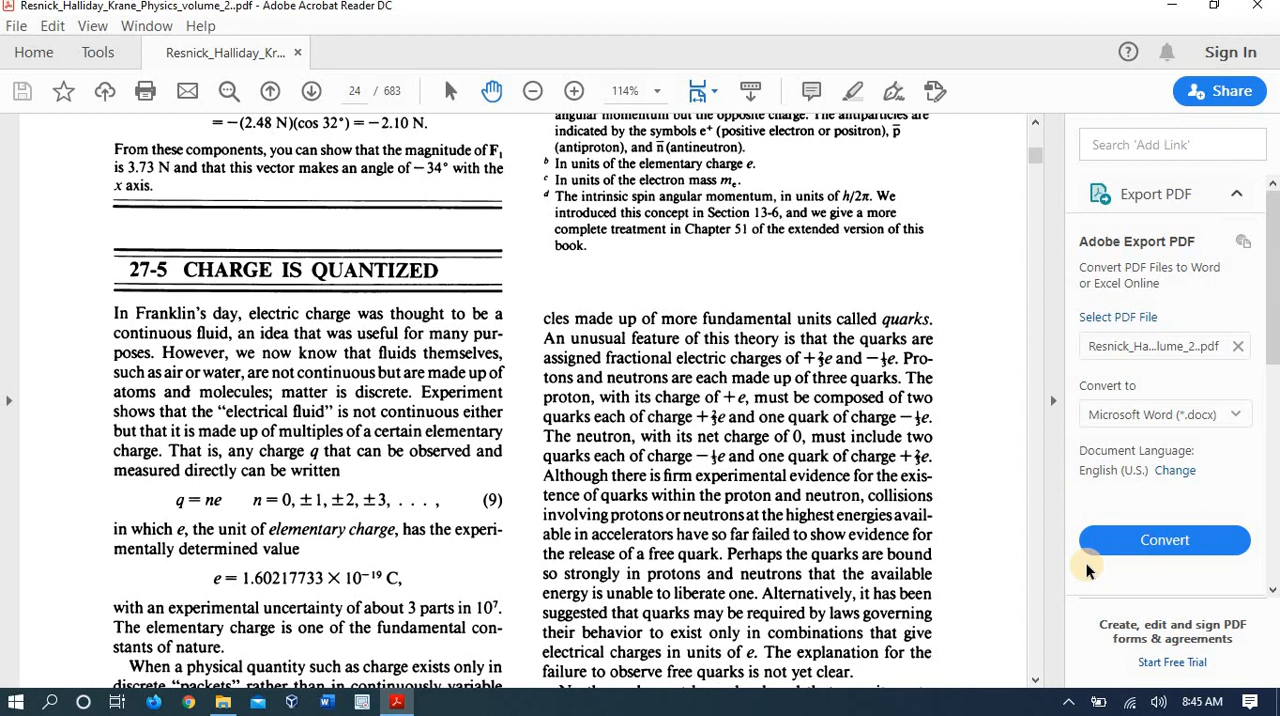 Resnick_Halliday_Krane_Physics_volume_2..pdf - Adobe Acrobat Reader DC
File Edit View Window Help
Home Tools Resnick_Halliday_Kr... × Sign In
24 / 683 114% Share
= −(2.48 N)(cos 32°) = −2.10 N.
From these components, you can show that the magnitude of F₁
is 3.73 N and that this vector makes an angle of −34° with the
x axis.
27-5 CHARGE IS QUANTIZED
In Franklin's day, electric charge was thought to be a
continuous fluid, an idea that was useful for many pur-
poses. However, we now know that fluids themselves,
such as air or water, are not continuous but are made up of
atoms and molecules; matter is discrete. Experiment
shows that the "electrical fluid" is not continuous either
but that it is made up of multiples of a certain elementary
charge. That is, any charge q that can be observed and
measured directly can be written
q = ne n = 0, ±1, ±2, ±3, . . . , (9)
in which e, the unit of elementary charge, has the experi-
mentally determined value
e = 1.60217733 × 10⁻¹⁹ C,
with an experimental uncertainty of about 3 parts in 10⁷.
The elementary charge is one of the fundamental con-
stants of nature.
When a physical quantity such as charge exists only in
discrete "packets" rather than in continuously variable
angular momentum but the opposite charge. The antiparticles are
indicated by the symbols e⁺ (positive electron or positron), p̅
(antiproton), and n̅ (antineutron).
ᵇ In units of the elementary charge e.
ᶜ In units of the electron mass mₑ.
ᵈ The intrinsic spin angular momentum, in units of h/2π. We
introduced this concept in Section 13-6, and we give a more
complete treatment in Chapter 51 of the extended version of this
book.
cles made up of more fundamental units called quarks.
An unusual feature of this theory is that the quarks are
assigned fractional electric charges of +⅔e and −⅓e. Pro-
tons and neutrons are each made up of three quarks. The
proton, with its charge of +e, must be composed of two
quarks each of charge +⅔e and one quark of charge −⅓e.
The neutron, with its net charge of 0, must include two
quarks each of charge −⅓e and one quark of charge +⅔e.
Although there is firm experimental evidence for the exis-
tence of quarks within the proton and neutron, collisions
involving protons or neutrons at the highest energies avail-
able in accelerators have so far failed to show evidence for
the release of a free quark. Perhaps the quarks are bound
so strongly in protons and neutrons that the available
energy is unable to liberate one. Alternatively, it has been
suggested that quarks may be required by laws governing
their behavior to exist only in combinations that give
electrical charges in units of e. The explanation for the
failure to observe free quarks is not yet clear.
Search 'Add Link'
Export PDF
Adobe Export PDF
Convert PDF Files to Word
or Excel Online
Select PDF File
Resnick_Ha...lume_2..pdf ×
Convert to
Microsoft Word (*.docx)
Document Language:
English (U.S.) Change
Convert
Create, edit and sign PDF
forms & agreements
Start Free Trial
8:45 AM